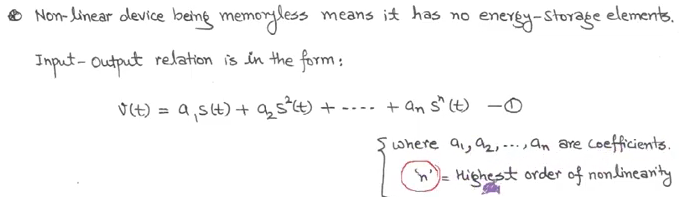 ⊗ Non-linear device being memoryless means it has no energy-storage elements.
Input-output relation is in the form:
v(t) = a₁s(t) + a₂s²(t) + ---- + aₙ sⁿ(t) —①
{ where a₁, a₂, ..., aₙ are coefficients.
'n' = Highest order of nonlinearity